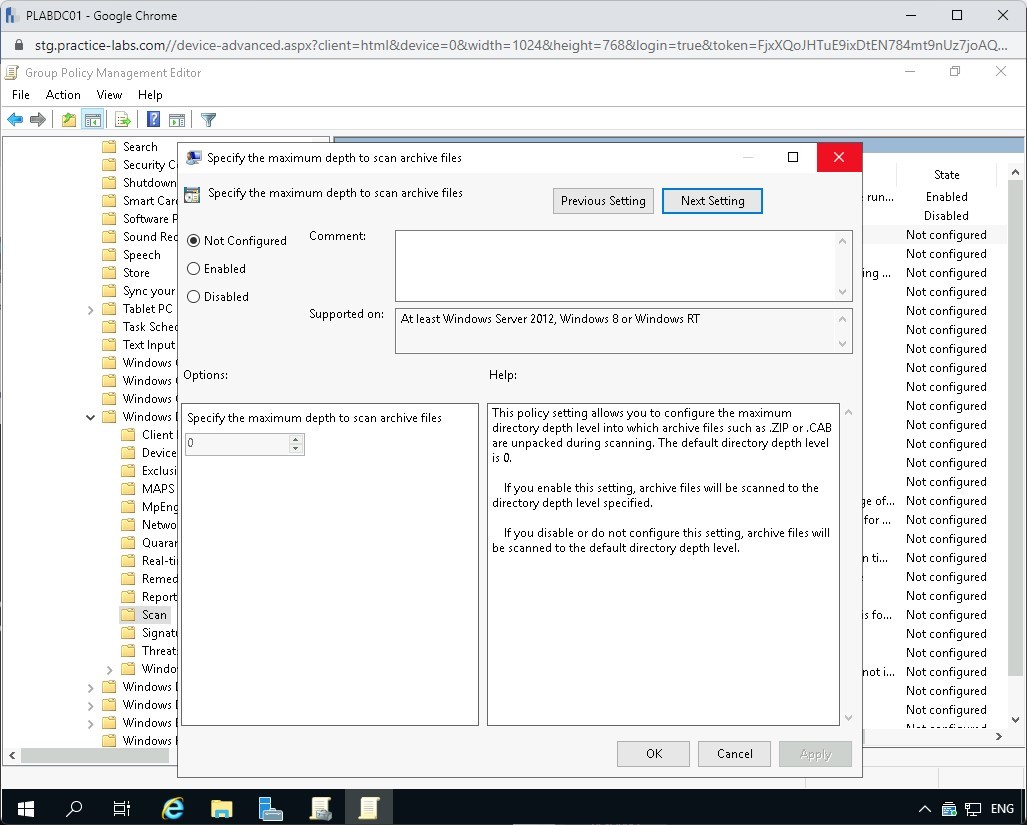 PLABDC01 - Google Chrome
stg.practice-labs.com//device-advanced.aspx?client=html&device=0&width=1024&height=768&login=true&token=FjxXQoJHTuE9ixDtEN784mt9nUz7joAQ...
Group Policy Management Editor
File Action View Help
Search
Security C
Shutdown
Smart Card
Software P
Sound Rec
Speech
Store
Sync your
Tablet PC
Task Sched
Text Input
Windows
Windows
Windows
Windows
Client
Device
Exclusi
MAPS
MpEng
Netwo
Quaran
Real-ti
Remed
Report
Scan
Signatu
Threat
Windo
Windows
Windows
Windows
Windows
Specify the maximum depth to scan archive files
Specify the maximum depth to scan archive files
Previous Setting
Next Setting
Not Configured
Enabled
Disabled
Comment:
Supported on:
At least Windows Server 2012, Windows 8 or Windows RT
Options:
Help:
Specify the maximum depth to scan archive files
0
This policy setting allows you to configure the maximum
directory depth level into which archive files such as .ZIP or .CAB
are unpacked during scanning. The default directory depth level
is 0.
If you enable this setting, archive files will be scanned to the
directory depth level specified.
If you disable or do not configure this setting, archive files will
be scanned to the default directory depth level.
OK
Cancel
Apply
State
run... Enabled
Disabled
Not configured
Not configured
ing ... Not configured
Not configured
Not configured
Not configured
Not configured
Not configured
Not configured
Not configured
Not configured
Not configured
Not configured
Not configured
ge of... Not configured
for ... Not configured
Not configured
n ti... Not configured
Not configured
Not configured
is fo... Not configured
Not configured
Not configured
not i... Not configured
Not configured
Not configured
Not configured
ENG